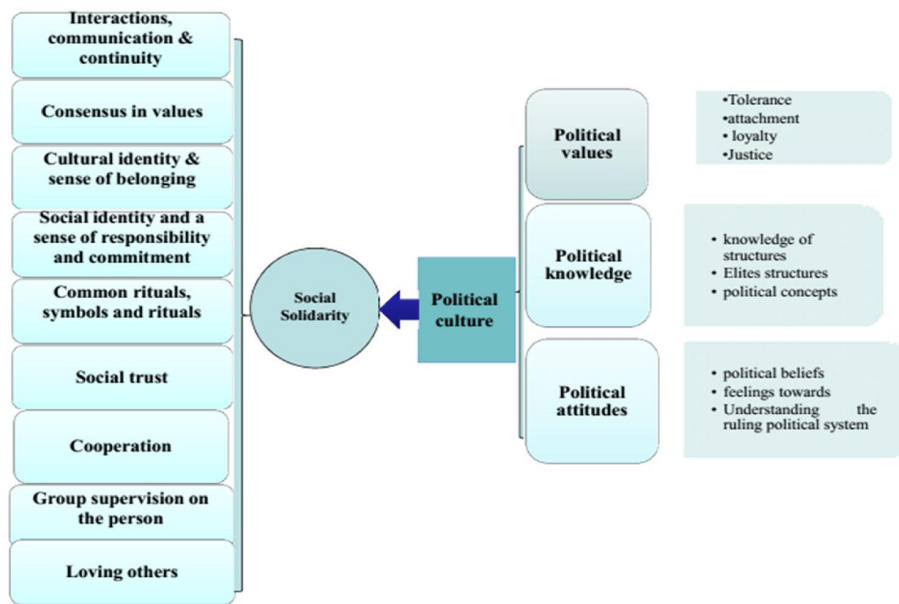 Interactions,
communication &
continuity
Consensus in values
Cultural identity &
sense of belonging
Social identity and a
sense of responsibility
and commitment
Common rituals,
symbols and rituals
Social trust
Cooperation
Group supervision on
the person
Loving others
Social
Solidarity
Political
culture
Political
values
Political
knowledge
Political
attitudes
•Tolerance
•attachment
• loyalty
•Justice
• knowledge of
structures
• Elites structures
• political concepts
• political beliefs
• feelings towards
• Understanding the
ruling political system